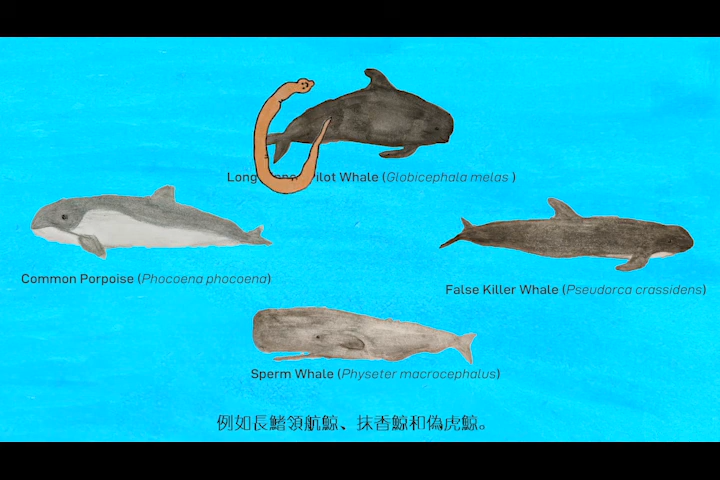 Long Pilot Whale (Globicephala melas )
Common Porpoise (Phocoena phocoena)
False Killer Whale (Pseudorca crassidens)
Sperm Whale (Physeter macrocephalus)
例如長鰭領航鯨、抹香鯨和偽虎鯨。